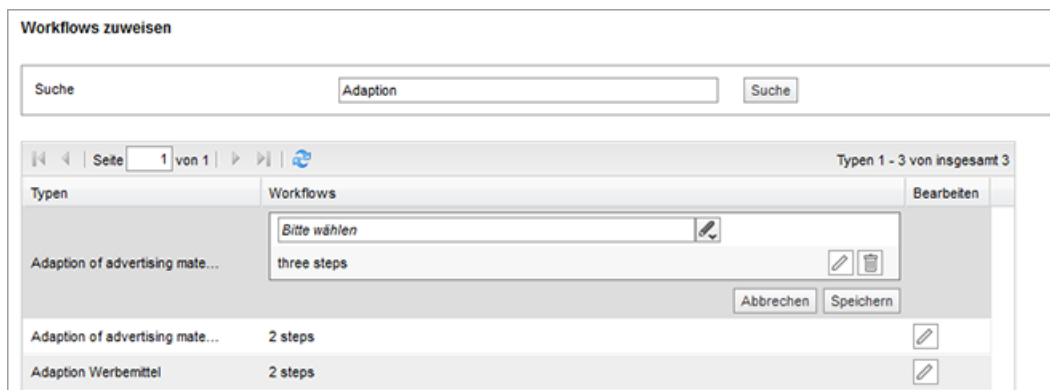 Workflows zuweisen
Suche Adaption Suche
Seite 1 von 1 Typen 1 - 3 von insgesamt 3
Typen Workflows Bearbeiten
Bitte wählen
Adaption of advertising mate... three steps
Abbrechen Speichern
Adaption of advertising mate... 2 steps
Adaption Werbemittel 2 steps